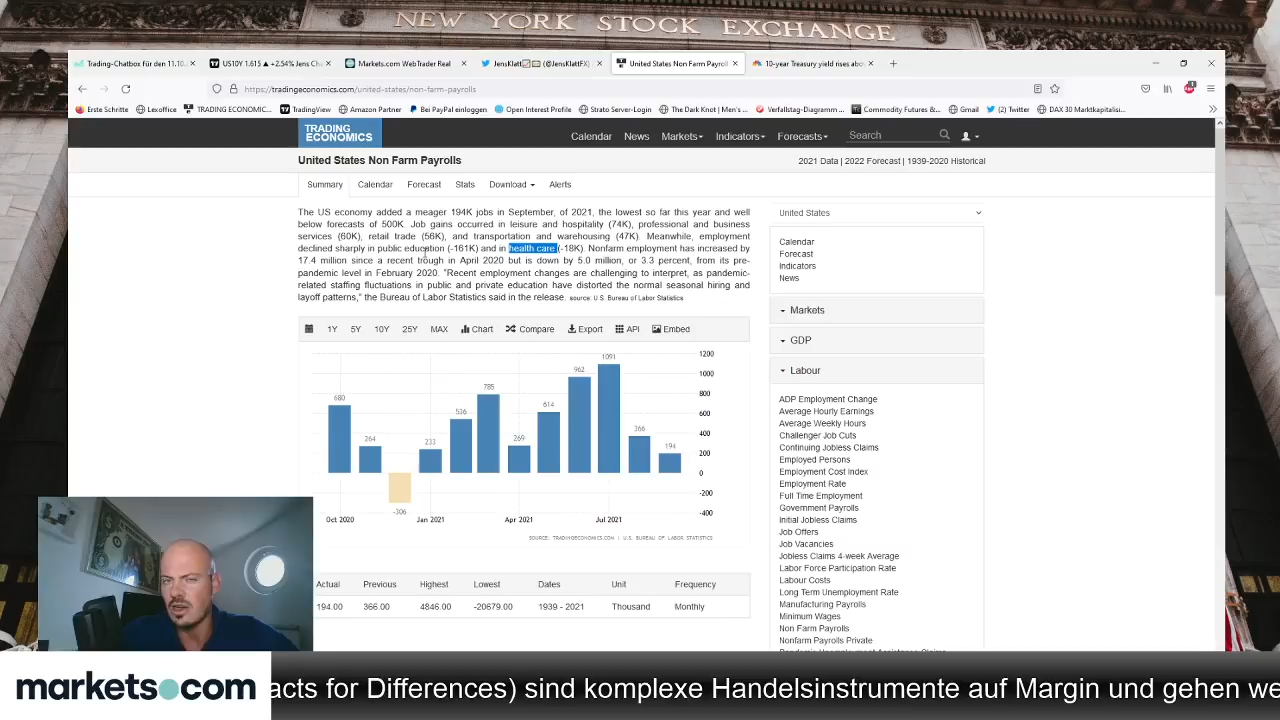 NEW YORK STOCK EXCHANGE
Trading-Chatbox für den 11.10.
US10Y 1.615 ▲ +2.54% Jens Ch
Markets.com WebTrader Real
JensKlatt (@JensKlattFX)
United States Non Farm Payroll
10-year Treasury yield rises abov
https://tradingeconomics.com/united-states/non-farm-payrolls
Erste Schritte
Lexoffice
TRADING ECONOMIC...
TradingView
Amazon Partner
Bei PayPal einloggen
Open Interest Profile
Strato Server-Login
The Dark Knot | Men's ...
Verfallstag-Diagramm ...
Commodity Futures &...
Gmail
(2) Twitter
DAX 30 Marktkapitalisi...
TRADING
ECONOMICS
Calendar News Markets Indicators Forecasts Search
United States Non Farm Payrolls
2021 Data | 2022 Forecast | 1939-2020 Historical
Summary Calendar Forecast Stats Download Alerts
The US economy added a meager 194K jobs in September, of 2021, the lowest so far this year and well
below forecasts of 500K. Job gains occurred in leisure and hospitality (74K), professional and business
services (60K), retail trade (56K), and transportation and warehousing (47K). Meanwhile, employment
declined sharply in public education (-161K) and in health care (-18K). Nonfarm employment has increased by
17.4 million since a recent trough in April 2020 but is down by 5.0 million, or 3.3 percent, from its pre-
pandemic level in February 2020. "Recent employment changes are challenging to interpret, as pandemic-
related staffing fluctuations in public and private education have distorted the normal seasonal hiring and
layoff patterns," the Bureau of Labor Statistics said in the release. source: U.S. Bureau of Labor Statistics
1Y 5Y 10Y 25Y MAX Chart Compare Export API Embed
680
264
-306
233
536
785
269
614
962
1091
366
194
1200
1000
800
600
400
200
0
-200
-400
Oct 2020 Jan 2021 Apr 2021 Jul 2021
SOURCE: TRADINGECONOMICS.COM | U.S. BUREAU OF LABOR STATISTICS
Actual Previous Highest Lowest Dates Unit Frequency
194.00 366.00 4846.00 -20679.00 1939 - 2021 Thousand Monthly
United States
Calendar
Forecast
Indicators
News
Markets
GDP
Labour
ADP Employment Change
Average Hourly Earnings
Average Weekly Hours
Challenger Job Cuts
Continuing Jobless Claims
Employed Persons
Employment Cost Index
Employment Rate
Full Time Employment
Government Payrolls
Initial Jobless Claims
Job Offers
Job Vacancies
Jobless Claims 4-week Average
Labor Force Participation Rate
Labour Costs
Long Term Unemployment Rate
Manufacturing Payrolls
Minimum Wages
Non Farm Payrolls
Nonfarm Payrolls Private
markets.com
acts for Differences) sind komplexe Handelsinstrumente auf Margin und gehen we